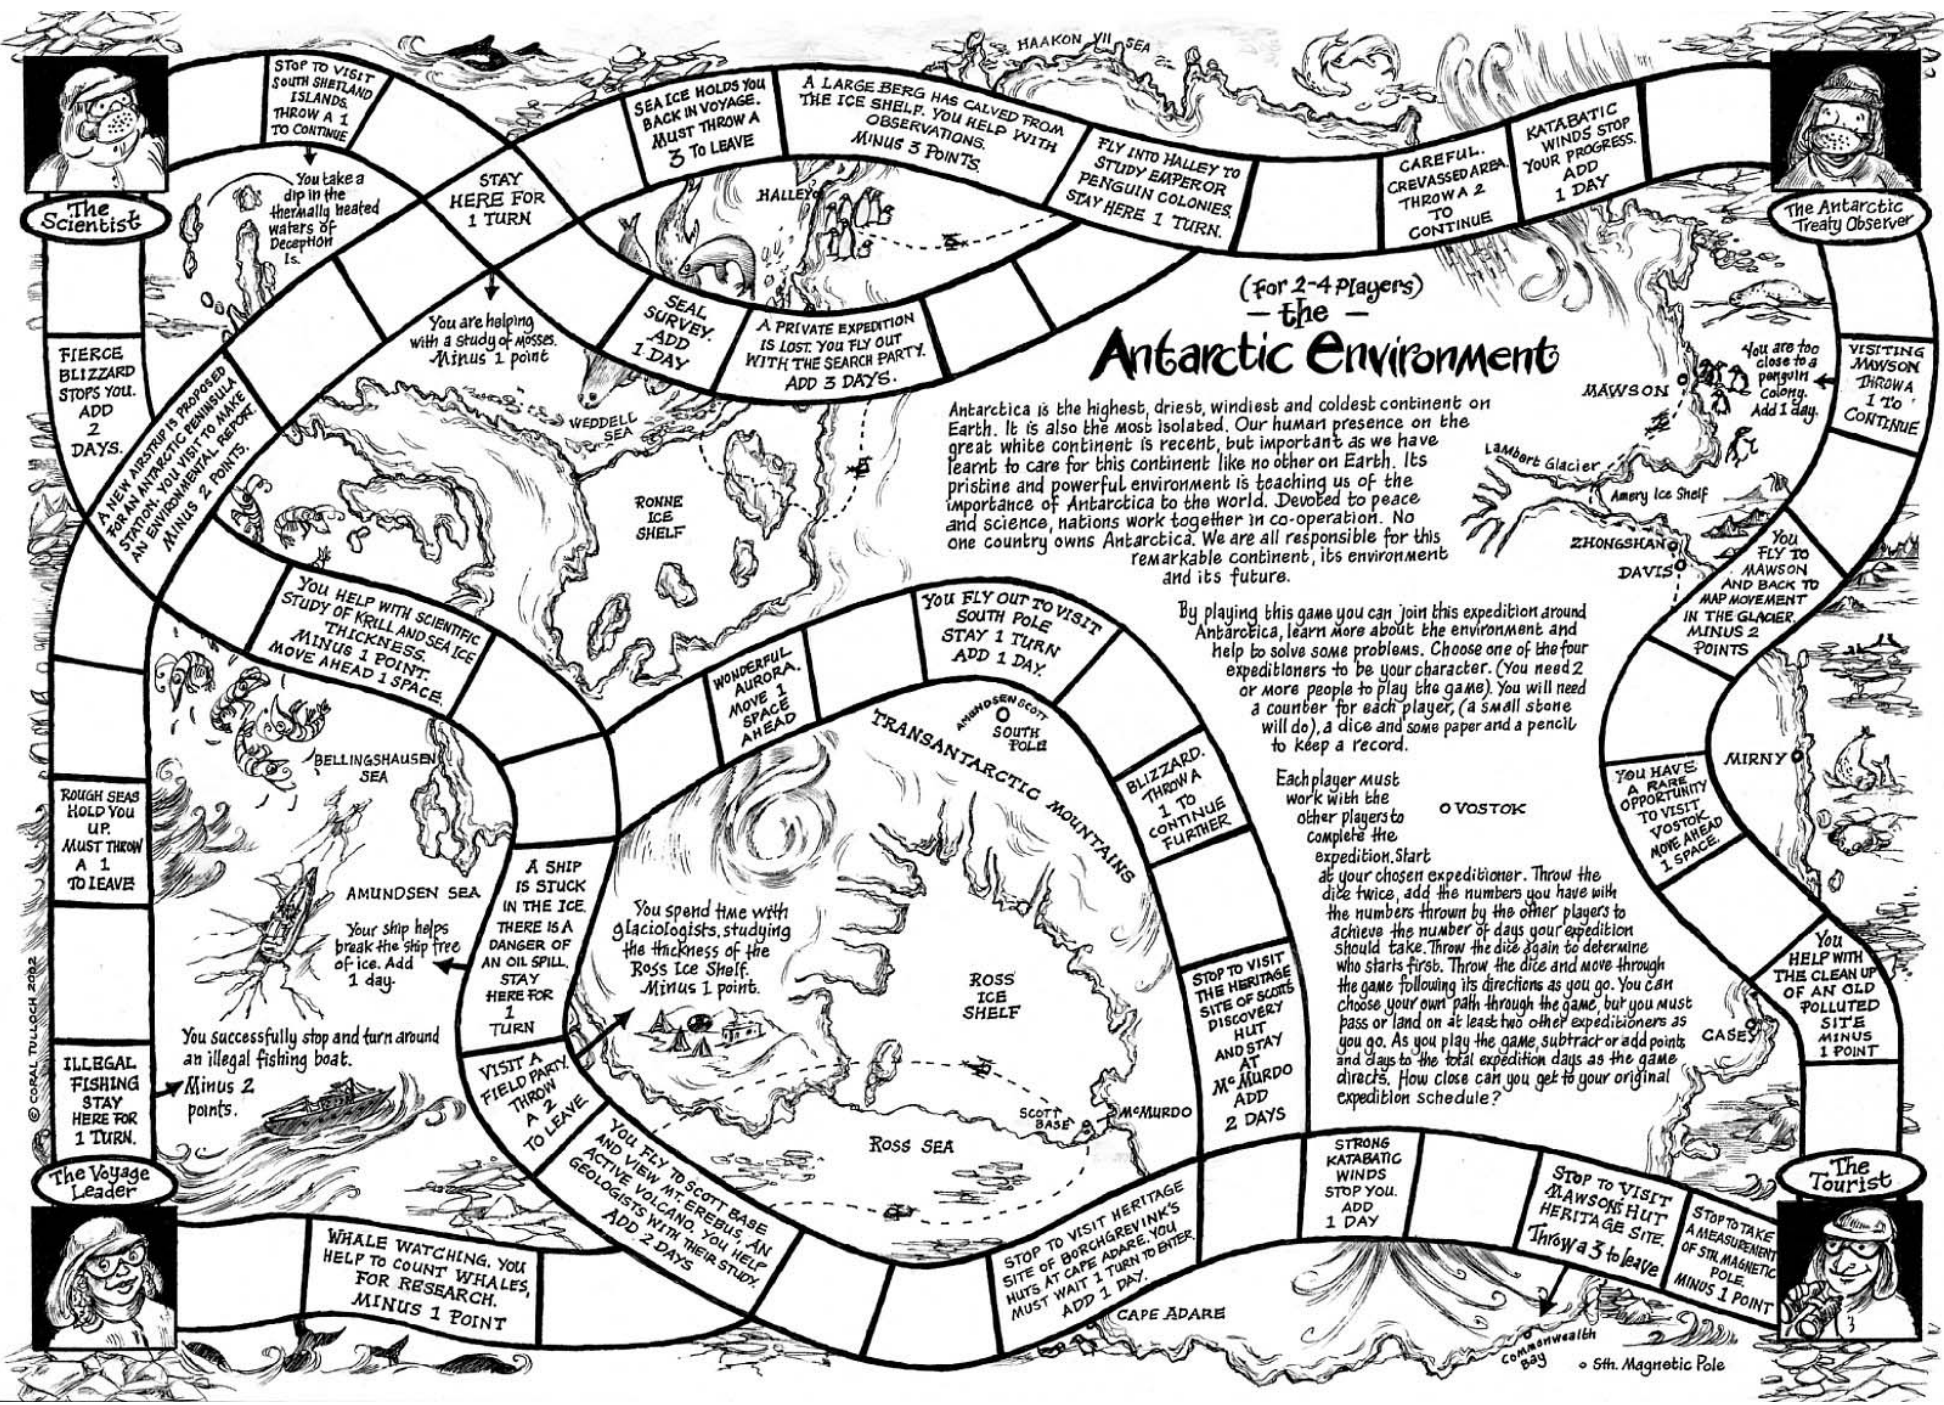 HAAKON VII SEA
STOP TO VISIT
SOUTH SHETLAND
ISLANDS.
THROW A 1
TO CONTINUE
SEA ICE HOLDS YOU
BACK IN VOYAGE.
MUST THROW A
3 TO LEAVE
A LARGE BERG HAS CALVED FROM
THE ICE SHELF. YOU HELP WITH
OBSERVATIONS.
MINUS 3 POINTS.
FLY INTO HALLEY TO
STUDY EMPEROR
PENGUIN COLONIES.
STAY HERE 1 TURN.
CAREFUL.
CREVASSED AREA.
THROW A 2
TO
CONTINUE
KATABATIC
WINDS STOP
YOUR PROGRESS.
ADD
1 DAY
The
Scientist
The Antarctic
Treaty Observer
You take a
dip in the
thermally heated
waters of
Deception
Is.
STAY
HERE FOR
1 TURN
HALLEY
FIERCE
BLIZZARD
STOPS YOU.
ADD
2
DAYS.
A NEW AIRSTRIP IS PROPOSED
FOR AN ANTARCTIC PENINSULA
STATION. YOU VISIT TO MAKE
AN ENVIRONMENTAL REPORT.
MINUS 2 POINTS.
You are helping
with a study of mosses.
Minus 1 point
SEAL
SURVEY.
ADD
1 DAY
A PRIVATE EXPEDITION
IS LOST. YOU FLY OUT
WITH THE SEARCH PARTY.
ADD 3 DAYS.
(For 2-4 Players)
- the -
Antarctic Environment
Antarctica is the highest, driest, windiest and coldest continent on
Earth. It is also the most isolated. Our human presence on the
great white continent is recent, but important as we have
learnt to care for this continent like no other on Earth. Its
pristine and powerful environment is teaching us of the
importance of Antarctica to the world. Devoted to peace
and science, nations work together in co-operation. No
one country owns Antarctica. We are all responsible for this
remarkable continent, its environment
and its future.
MAWSON
You are too
close to a
penguin
colony.
Add 1 day.
VISITING
MAWSON
THROW A
1 TO
CONTINUE
Lambert Glacier
Amery Ice Shelf
ZHONGSHAN
DAVIS
YOU
FLY TO
MAWSON
AND BACK TO
MAP MOVEMENT
IN THE GLACIER.
MINUS 2
POINTS
WEDDELL
SEA
RONNE
ICE
SHELF
YOU HELP WITH SCIENTIFIC
STUDY OF KRILL AND SEA ICE
THICKNESS.
MINUS 1 POINT.
MOVE AHEAD 1 SPACE.
WONDERFUL
AURORA.
MOVE 1
SPACE
AHEAD
YOU FLY OUT TO VISIT
SOUTH POLE
STAY 1 TURN
ADD 1 DAY.
By playing this game you can join this expedition around
Antarctica, learn more about the environment and
help to solve some problems. Choose one of the four
expeditioners to be your character. (You need 2
or more people to play the game). You will need
a counter for each player, (a small stone
will do), a dice and some paper and a pencil
to keep a record.
Each player must
work with the
other players to
complete the
expedition. Start
at your chosen expeditioner. Throw the
dice twice, add the numbers you have with
the numbers thrown by the other players to
achieve the number of days your expedition
should take. Throw the dice again to determine
who starts first. Throw the dice and move through
the game following its directions as you go. You can
choose your own path through the game, but you must
pass or land on at least two other expeditioners as
you go. As you play the game, subtract or add points
and days to the total expedition days as the game
directs. How close can you get to your original
expedition schedule?
VOSTOK
MIRNY
YOU HAVE
A RARE
OPPORTUNITY
TO VISIT
VOSTOK.
MOVE AHEAD
1 SPACE.
AMUNDSEN SCOTT
SOUTH
POLE
TRANSANTARCTIC MOUNTAINS
BLIZZARD.
THROW A
1 TO
CONTINUE
FURTHER
BELLINGSHAUSEN
SEA
ROUGH SEAS
HOLD YOU
UP.
MUST THROW
A 1
TO LEAVE
AMUNDSEN SEA
Your ship helps
break the ship free
of ice. Add
1 day.
A SHIP
IS STUCK
IN THE ICE.
THERE IS A
DANGER OF
AN OIL SPILL.
STAY
HERE FOR
1
TURN
You spend time with
glaciologists, studying
the thickness of the
Ross Ice Shelf.
Minus 1 point.
ROSS
ICE
SHELF
STOP TO VISIT
THE HERITAGE
SITE OF SCOTTS
DISCOVERY
HUT
AND STAY
AT
McMURDO
ADD
2 DAYS
YOU
HELP WITH
THE CLEAN UP
OF AN OLD
POLLUTED
SITE
MINUS
1 POINT
CASEY
© CORAL TULLOCH 2002
ILLEGAL
FISHING
STAY
HERE FOR
1 TURN.
You successfully stop and turn around
an illegal fishing boat.
Minus 2
points.
VISIT A
FIELD PARTY.
THROW
A 2
TO LEAVE
SCOTT
BASE
McMURDO
ROSS SEA
The Voyage
Leader
The
Tourist
WHALE WATCHING. YOU
HELP TO COUNT WHALES,
FOR RESEARCH.
MINUS 1 POINT
YOU FLY TO SCOTT BASE
AND VIEW MT. EREBUS, AN
ACTIVE VOLCANO. YOU HELP
GEOLOGISTS WITH THEIR STUDY.
ADD 2 DAYS
STOP TO VISIT HERITAGE
SITE OF BORCHGREVINK'S
HUTS AT CAPE ADARE. YOU
MUST WAIT 1 TURN TO ENTER.
ADD 1 DAY.
CAPE ADARE
STRONG
KATABATIC
WINDS
STOP YOU.
ADD
1 DAY
STOP TO VISIT
MAWSON'S HUT
HERITAGE SITE.
Throw a 3 to leave
STOP TO TAKE
A MEASUREMENT
OF STH. MAGNETIC
POLE.
MINUS 1 POINT
Commonwealth
Bay
Sth. Magnetic Pole